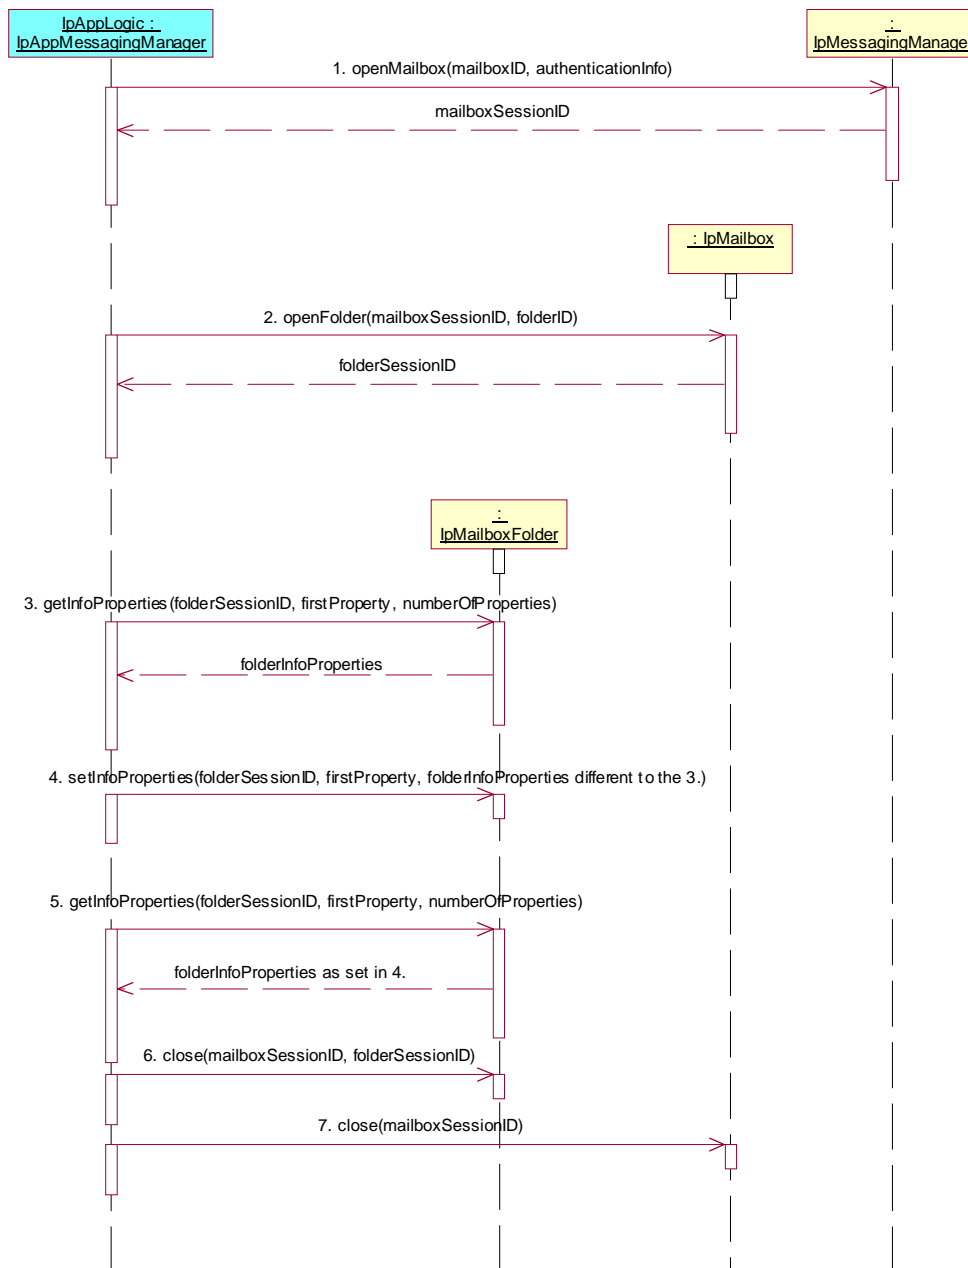 IpAppLogic :
IpAppMessagingManager
:
IpMessagingManage
1. openMailbox(mailboxID, authenticationInfo)
mailboxSessionID
: IpMailbox
2. openFolder(mailboxSessionID, folderID)
folderSessionID
:
IpMailboxFolder
3. getInfoProperties(folderSessionID, firstProperty, numberOfProperties)
folderInfoProperties
4. setInfoProperties(folderSessionID, firstProperty, folderInfoProperties different to the 3.)
5. getInfoProperties(folderSessionID, firstProperty, numberOfProperties)
folderInfoProperties as set in 4.
6. close(mailboxSessionID, folderSessionID)
7. close(mailboxSessionID)